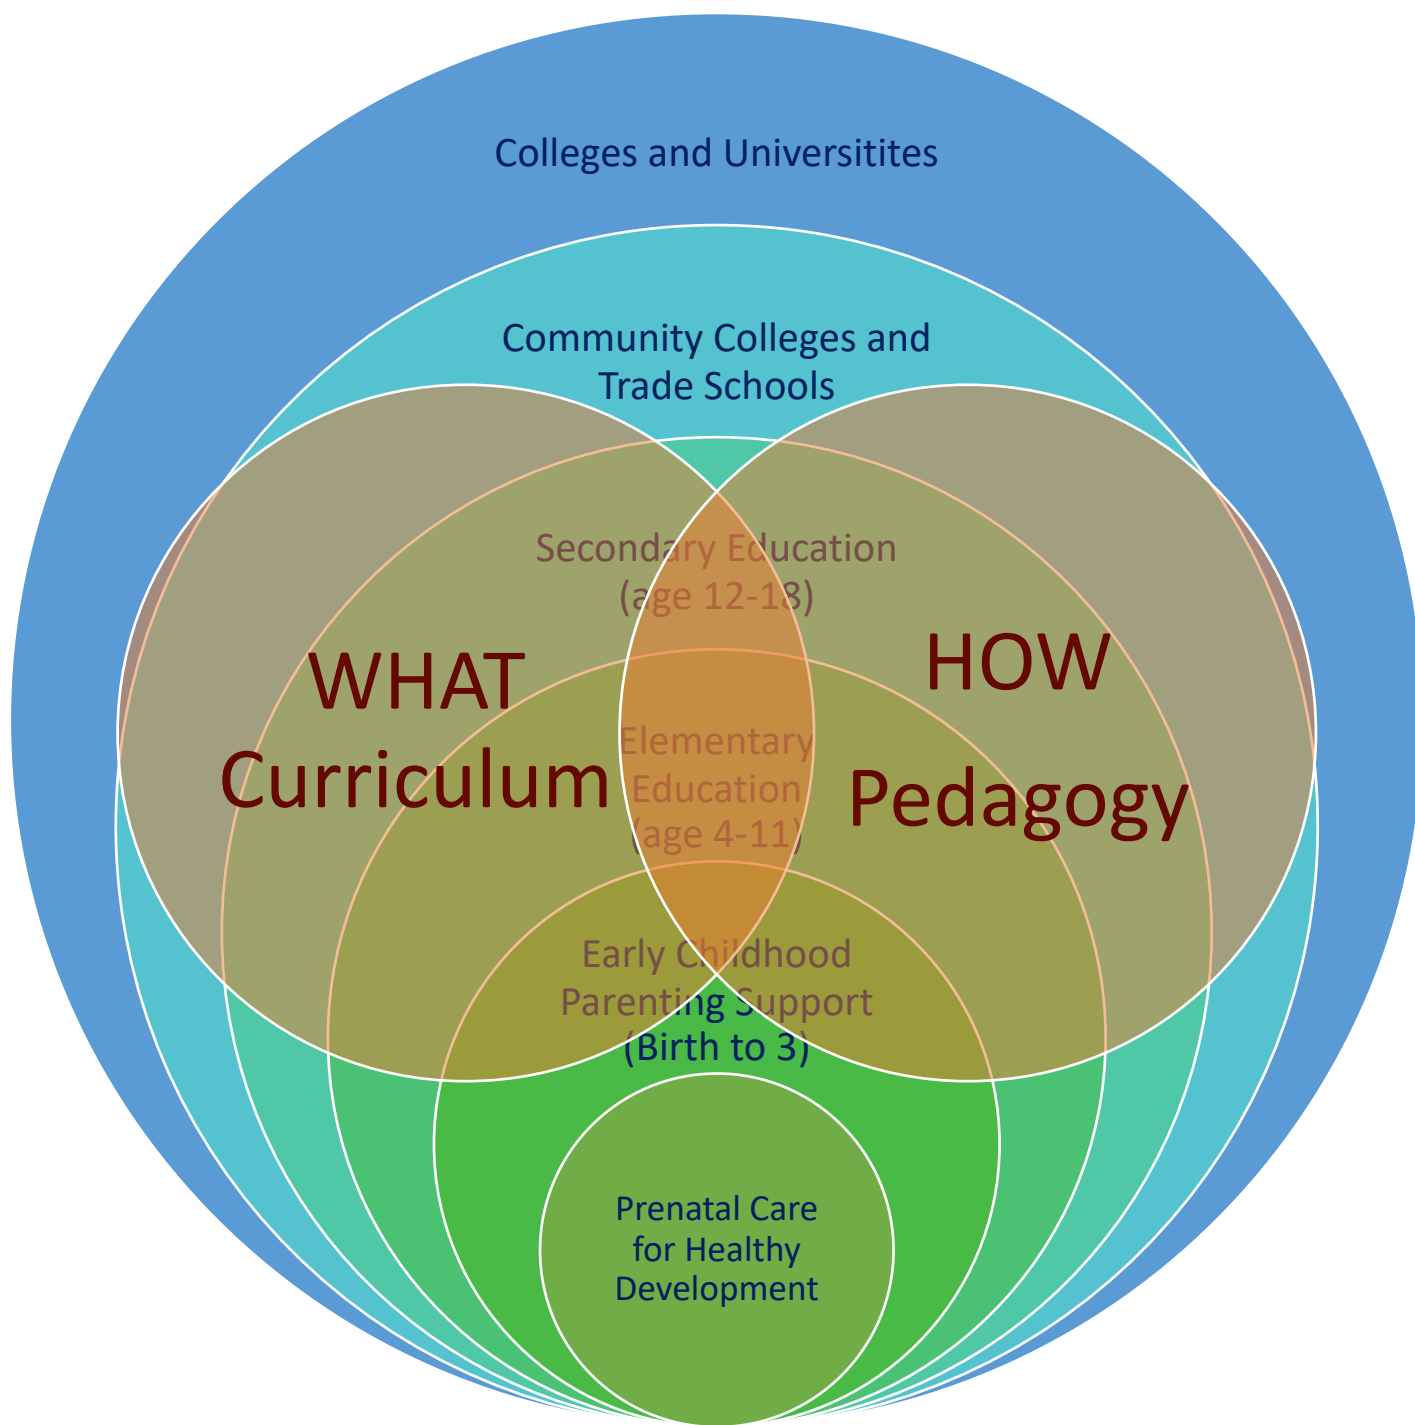 Colleges and Universitites
Community Colleges and
Trade Schools
Secondary Education
(age 12-18)
WHAT
Curriculum
HOW
Pedagogy
Elementary
Education
(age 4-11)
Early Childhood
Parenting Support
(Birth to 3)
Prenatal Care
for Healthy
Development